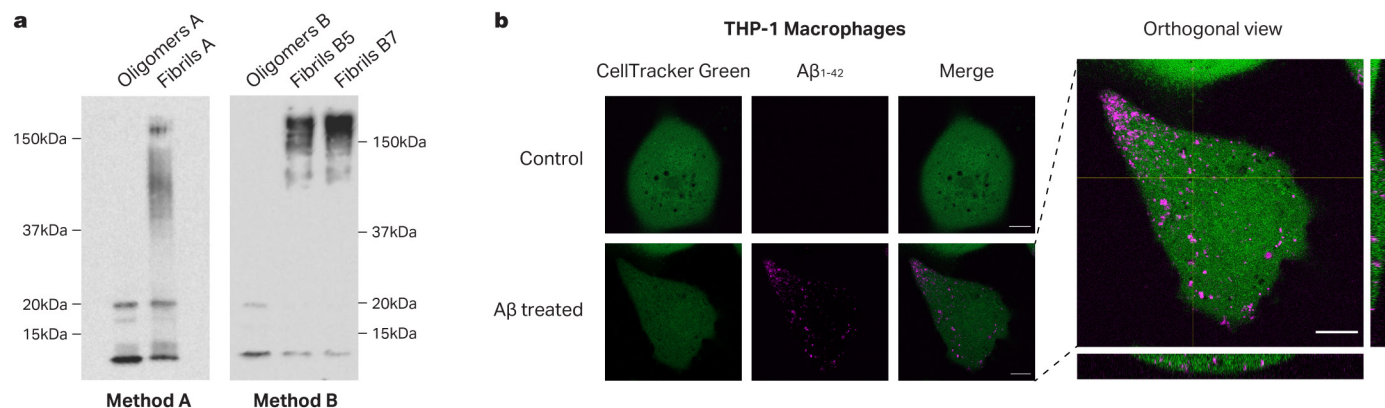 a
Oligomers A
Fibrils A
150kDa
37kDa
20kDa
15kDa
Method A
Oligomers B
Fibrils B5
Fibrils B7
150kDa
37kDa
20kDa
15kDa
Method B
b
THP-1 Macrophages
CellTracker Green
Aβ1-42
Merge
Orthogonal view
Control
Aβ treated